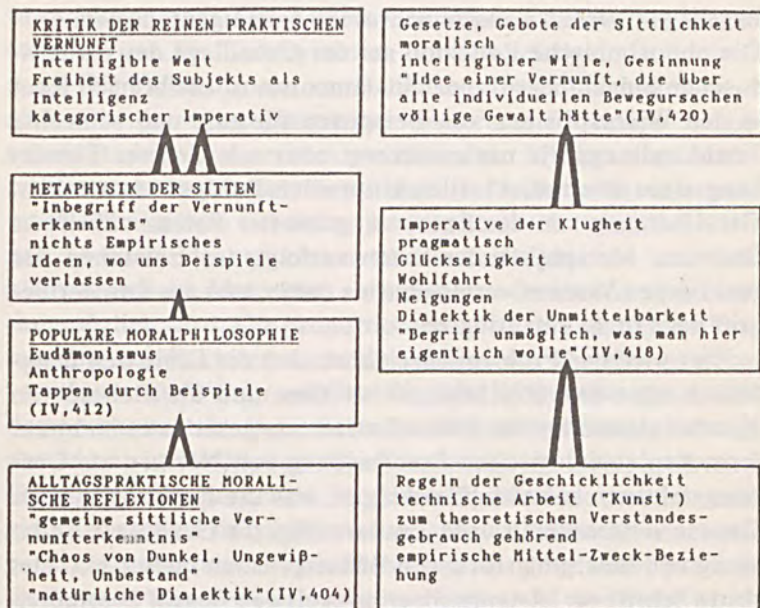 KRITIK DER REINEN PRAKTISCHEN
VERNUNFT
Intelligible Welt
Freiheit des Subjekts als
Intelligenz
kategorischer Imperativ
METAPHYSIK DER SITTEN
"Inbegriff der Vernunft-
erkenntnis"
nichts Empirisches
Ideen, wo uns Beispiele
verlassen
POPULÄRE MORALPHILOSOPHIE
Eudämonismus
Anthropologie
Tappen durch Beispiele
(IV,412)
ALLTAGSPRAKTISCHE MORALI-
SCHE REFLEXIONEN
"gemeine sittliche Ver-
nunfterkenntnis"
"Chaos von Dunkel, Ungewiß-
heit, Unbestand"
"natürliche Dialektik"(IV,404)
Gesetze, Gebote der Sittlichkeit
moralisch
intelligibler Wille, Gesinnung
"Idee einer Vernunft, die über
alle individuellen Bewegursachen
völlige Gewalt hätte"(IV,420)
Imperative der Klugheit
pragmatisch
Glückseligkeit
Wohlfahrt
Neigungen
Dialektik der Unmittelbarkeit
"Begriff unmöglich, was man hier
eigentlich wolle"(IV,418)
Regeln der Geschicklichkeit
technische Arbeit ("Kunst")
zum theoretischen Verstandes-
gebrauch gehörend
empirische Mittel-Zweck-Bezie-
hung